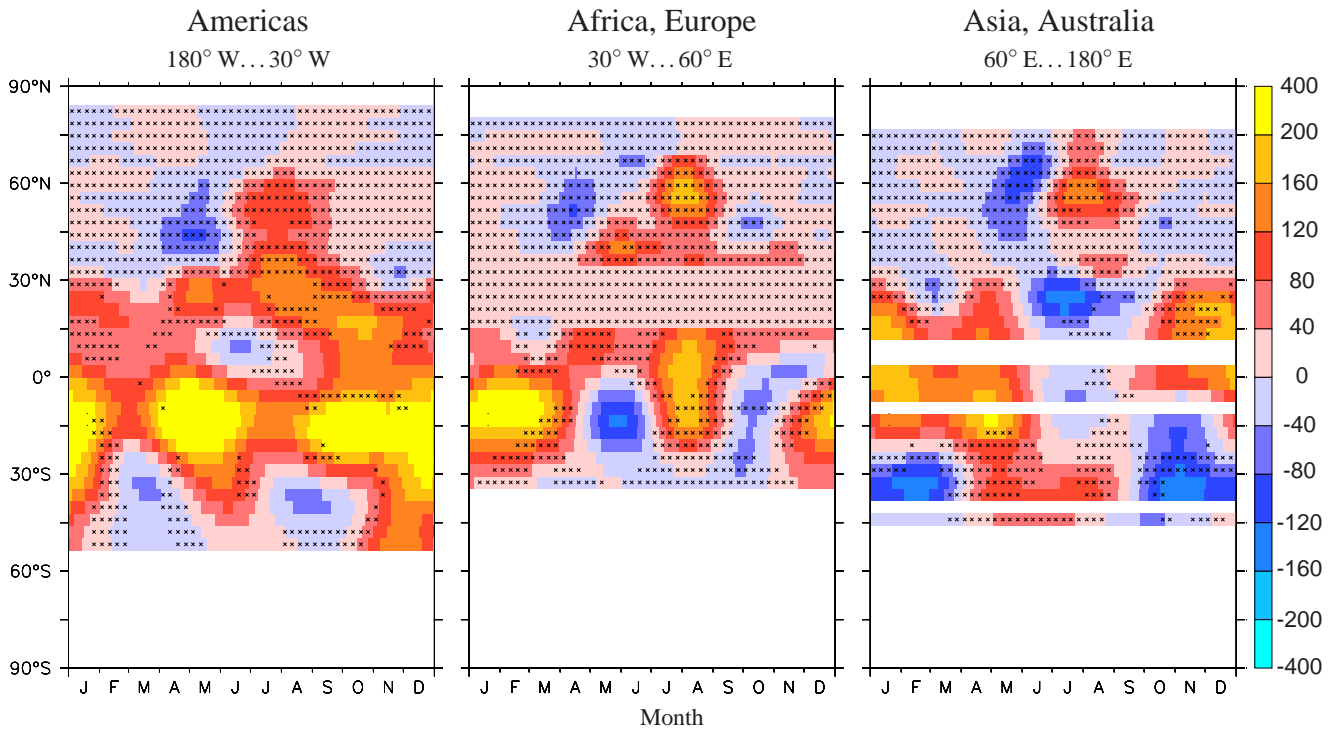 Americas
180° W…30° W
Africa, Europe
30° W…60° E
Asia, Australia
60° E…180° E
90°N
60°N
30°N
0°
30°S
60°S
90°S
J F M A M J J A S O N D
J F M A M J J A S O N D
J F M A M J J A S O N D
Month
400
200
160
120
80
40
0
-40
-80
-120
-160
-200
-400